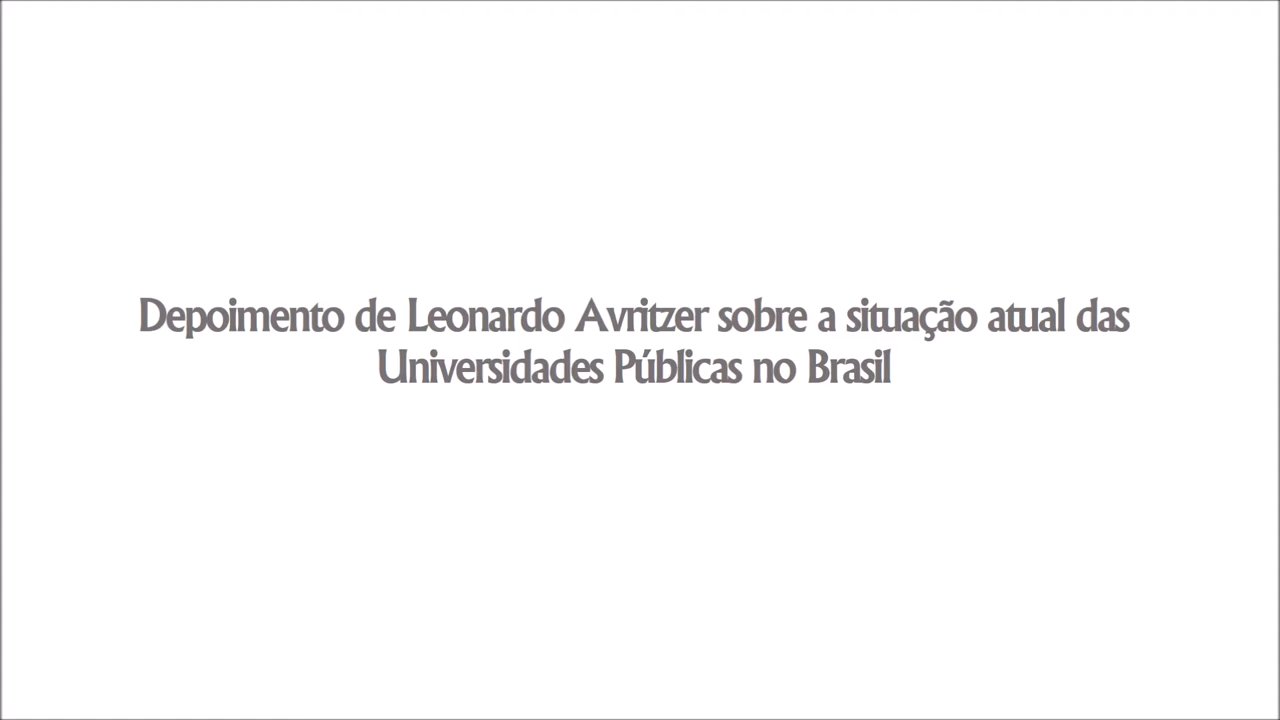 Depoimento de Leonardo Avritzer sobre a situação atual das
Universidades Públicas no Brasil